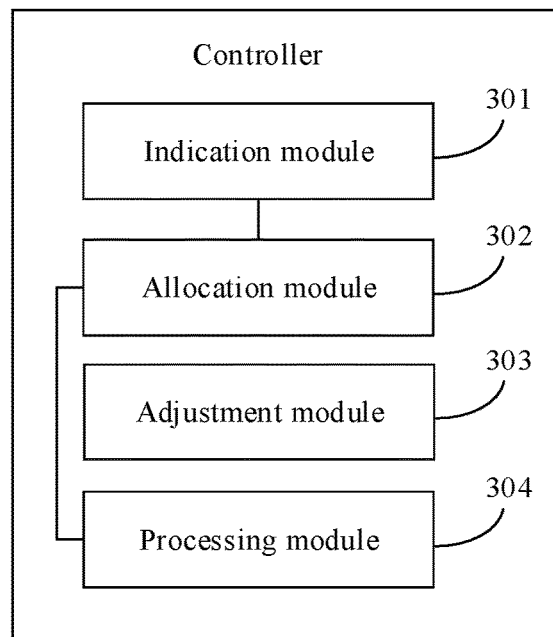 Controller
301
Indication module
302
Allocation module
303
Adjustment module
304
Processing module